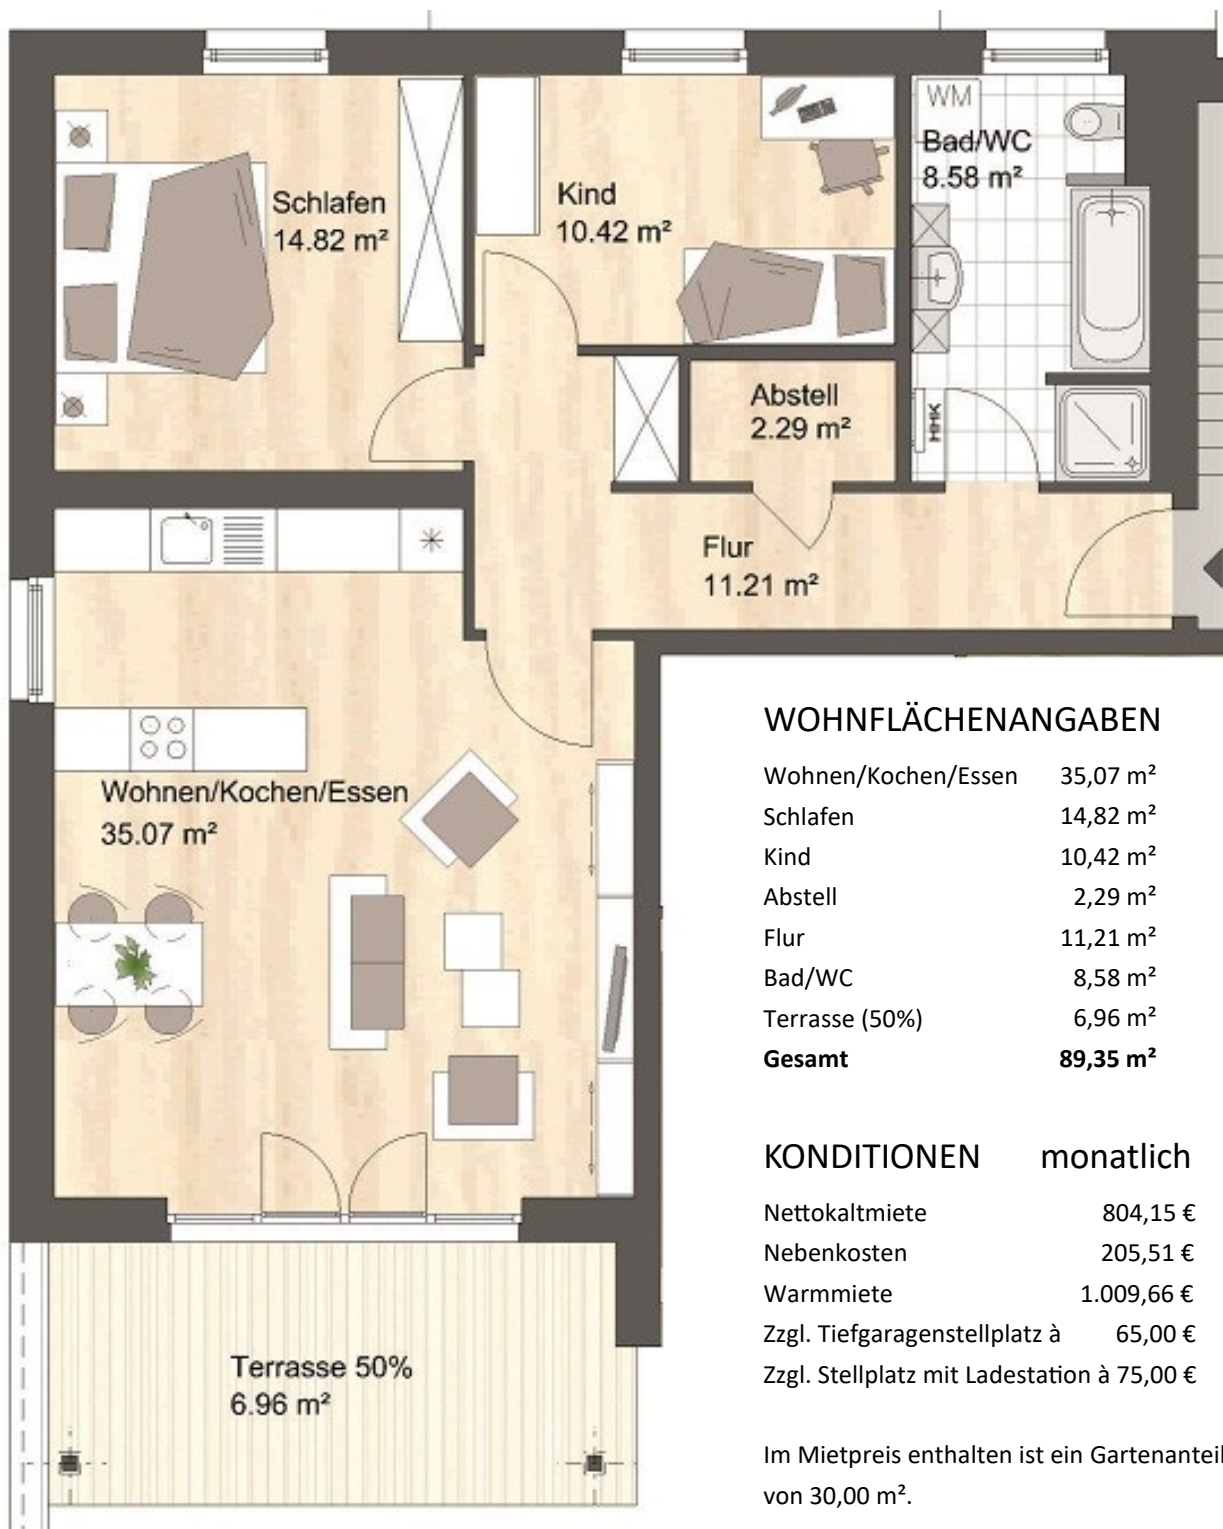 WM
Bad/WC
8.58 m²
Schlafen
14.82 m²
Kind
10.42 m²
Abstell
2.29 m²
HHK
Flur
11.21 m²
Wohnen/Kochen/Essen
35.07 m²
Terrasse 50%
6.96 m²
WOHNFLÄCHENANGABEN
Wohnen/Kochen/Essen 35,07 m²
Schlafen 14,82 m²
Kind 10,42 m²
Abstell 2,29 m²
Flur 11,21 m²
Bad/WC 8,58 m²
Terrasse (50%) 6,96 m²
Gesamt 89,35 m²
KONDITIONEN monatlich
Nettokaltmiete 804,15 €
Nebenkosten 205,51 €
Warmmiete 1.009,66 €
Zzgl. Tiefgaragenstellplatz à 65,00 €
Zzgl. Stellplatz mit Ladestation à 75,00 €
Im Mietpreis enthalten ist ein Gartenanteil
von 30,00 m².